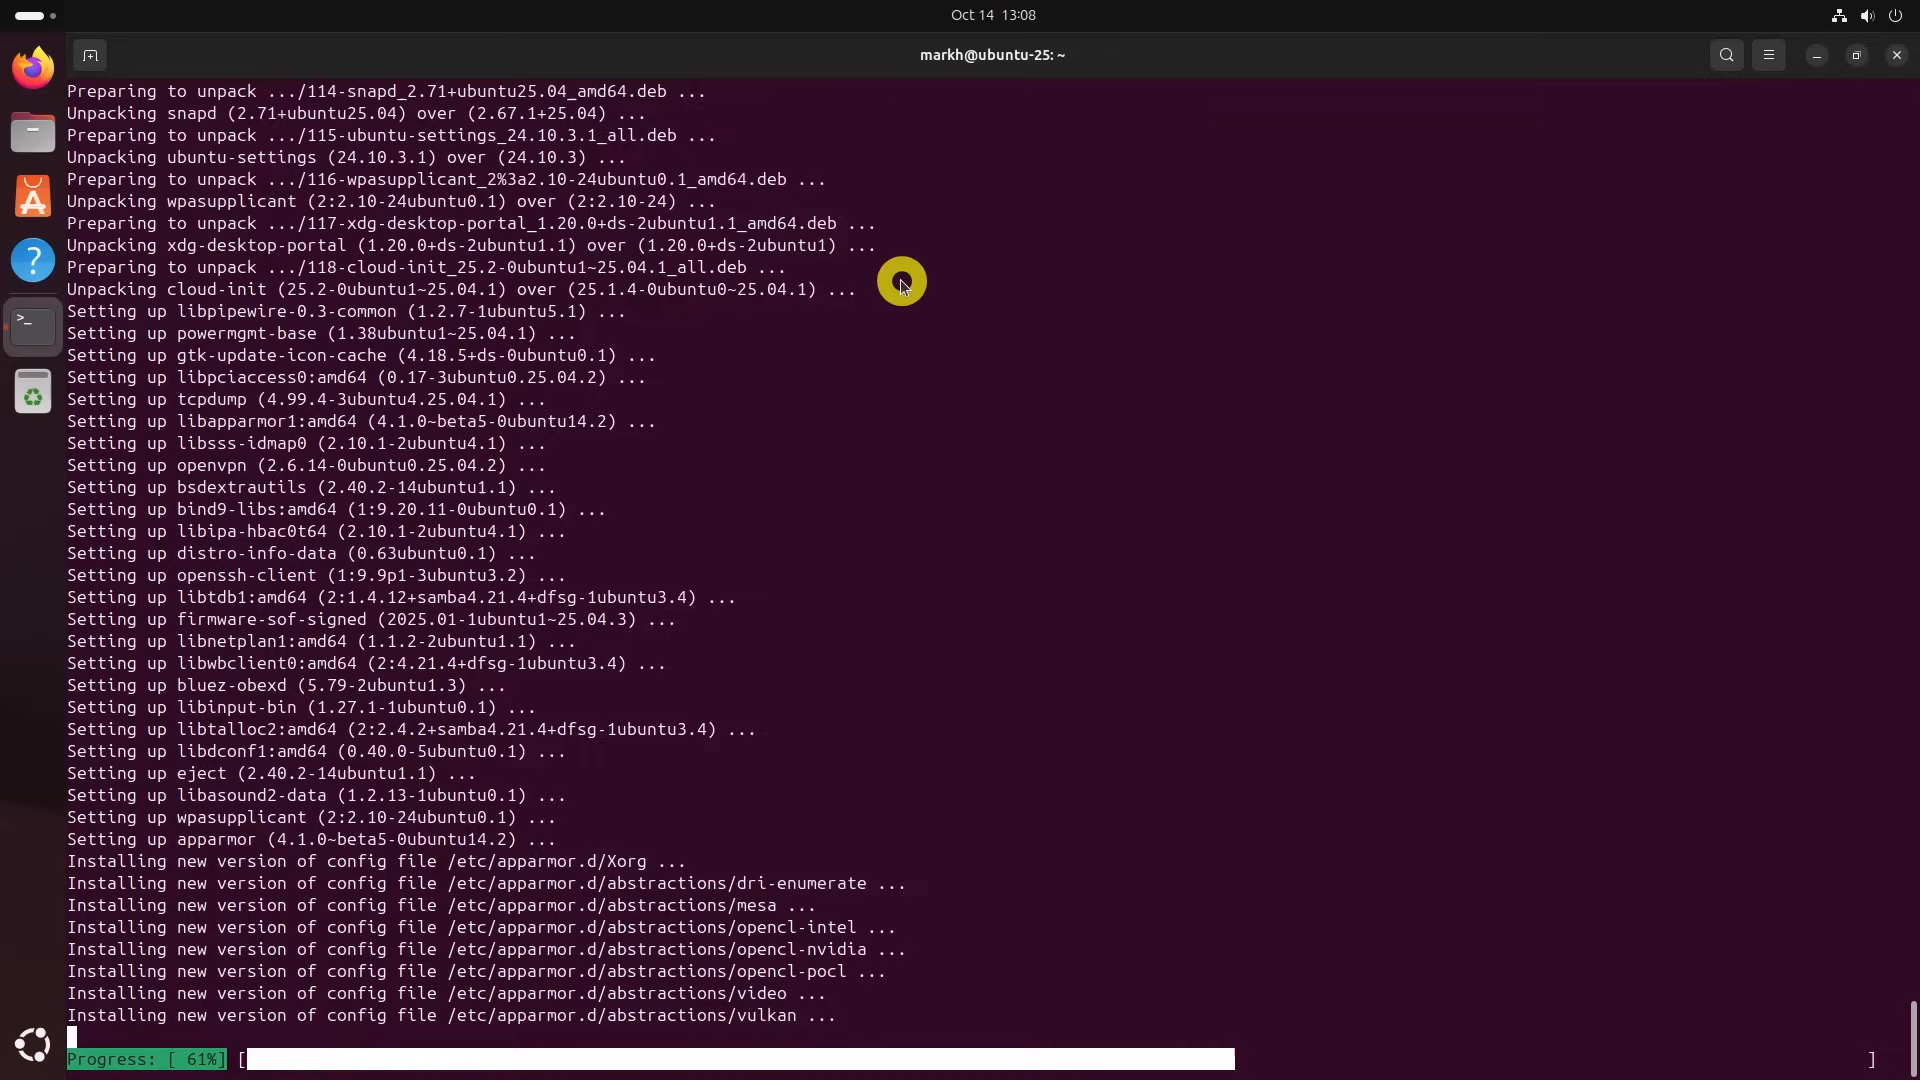 Oct 14 13:08
markh@ubuntu-25: ~
Preparing to unpack .../114-snapd_2.71+ubuntu25.04_amd64.deb ...
Unpacking snapd (2.71+ubuntu25.04) over (2.67.1+25.04) ...
Preparing to unpack .../115-ubuntu-settings_24.10.3.1_all.deb ...
Unpacking ubuntu-settings (24.10.3.1) over (24.10.3) ...
Preparing to unpack .../116-wpasupplicant_2%3a2.10-24ubuntu0.1_amd64.deb ...
Unpacking wpasupplicant (2:2.10-24ubuntu0.1) over (2:2.10-24) ...
Preparing to unpack .../117-xdg-desktop-portal_1.20.0+ds-2ubuntu1.1_amd64.deb ...
Unpacking xdg-desktop-portal (1.20.0+ds-2ubuntu1.1) over (1.20.0+ds-2ubuntu1) ...
Preparing to unpack .../118-cloud-init_25.2-0ubuntu1~25.04.1_all.deb ...
Unpacking cloud-init (25.2-0ubuntu1~25.04.1) over (25.1.4-0ubuntu0~25.04.1) ...
Setting up libpipewire-0.3-common (1.2.7-1ubuntu5.1) ...
Setting up powermgmt-base (1.38ubuntu1~25.04.1) ...
Setting up gtk-update-icon-cache (4.18.5+ds-0ubuntu0.1) ...
Setting up libpciaccess0:amd64 (0.17-3ubuntu0.25.04.2) ...
Setting up tcpdump (4.99.4-3ubuntu4.25.04.1) ...
Setting up libapparmor1:amd64 (4.1.0~beta5-0ubuntu14.2) ...
Setting up libsss-idmap0 (2.10.1-2ubuntu4.1) ...
Setting up openvpn (2.6.14-0ubuntu0.25.04.2) ...
Setting up bsdextrautils (2.40.2-14ubuntu1.1) ...
Setting up bind9-libs:amd64 (1:9.20.11-0ubuntu0.1) ...
Setting up libipa-hbac0t64 (2.10.1-2ubuntu4.1) ...
Setting up distro-info-data (0.63ubuntu0.1) ...
Setting up openssh-client (1:9.9p1-3ubuntu3.2) ...
Setting up libtdb1:amd64 (2:1.4.12+samba4.21.4+dfsg-1ubuntu3.4) ...
Setting up firmware-sof-signed (2025.01-1ubuntu1~25.04.3) ...
Setting up libnetplan1:amd64 (1.1.2-2ubuntu1.1) ...
Setting up libwbclient0:amd64 (2:4.21.4+dfsg-1ubuntu3.4) ...
Setting up bluez-obexd (5.79-2ubuntu1.3) ...
Setting up libinput-bin (1.27.1-1ubuntu0.1) ...
Setting up libtalloc2:amd64 (2:2.4.2+samba4.21.4+dfsg-1ubuntu3.4) ...
Setting up libdconf1:amd64 (0.40.0-5ubuntu0.1) ...
Setting up eject (2.40.2-14ubuntu1.1) ...
Setting up libasound2-data (1.2.13-1ubuntu0.1) ...
Setting up wpasupplicant (2:2.10-24ubuntu0.1) ...
Setting up apparmor (4.1.0~beta5-0ubuntu14.2) ...
Installing new version of config file /etc/apparmor.d/Xorg ...
Installing new version of config file /etc/apparmor.d/abstractions/dri-enumerate ...
Installing new version of config file /etc/apparmor.d/abstractions/mesa ...
Installing new version of config file /etc/apparmor.d/abstractions/opencl-intel ...
Installing new version of config file /etc/apparmor.d/abstractions/opencl-nvidia ...
Installing new version of config file /etc/apparmor.d/abstractions/opencl-pocl ...
Installing new version of config file /etc/apparmor.d/abstractions/video ...
Installing new version of config file /etc/apparmor.d/abstractions/vulkan ...
Progress: [ 61%] [ ]